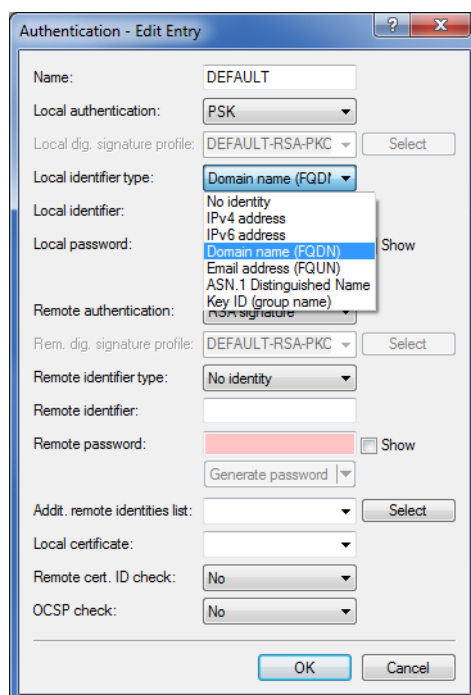 Authentication - Edit Entry
Name: DEFAULT
Local authentication: PSK
Local dig. signature profile: DEFAULT-RSA-PKC Select
Local identifier type: Domain name (FQDN
No identity
IPv4 address
Local identifier:
IPv6 address
Domain name (FQDN)
Local password: Show
Email address (FQUN)
ASN.1 Distinguished Name
Key ID (group name)
Remote authentication: RSA signature
Rem. dig. signature profile: DEFAULT-RSA-PKC Select
Remote identifier type: No identity
Remote identifier:
Remote password: Show
Generate password
Addit. remote identities list: Select
Local certificate:
Remote cert. ID check: No
OCSP check: No
OK Cancel